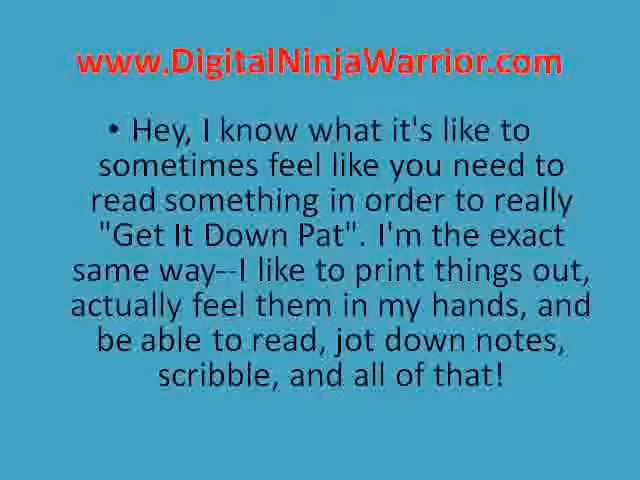 www.DigitalNinjaWarrior.com
• Hey, I know what it's like to
sometimes feel like you need to
read something in order to really
"Get It Down Pat". I'm the exact
same way--I like to print things out,
actually feel them in my hands, and
be able to read, jot down notes,
scribble, and all of that!